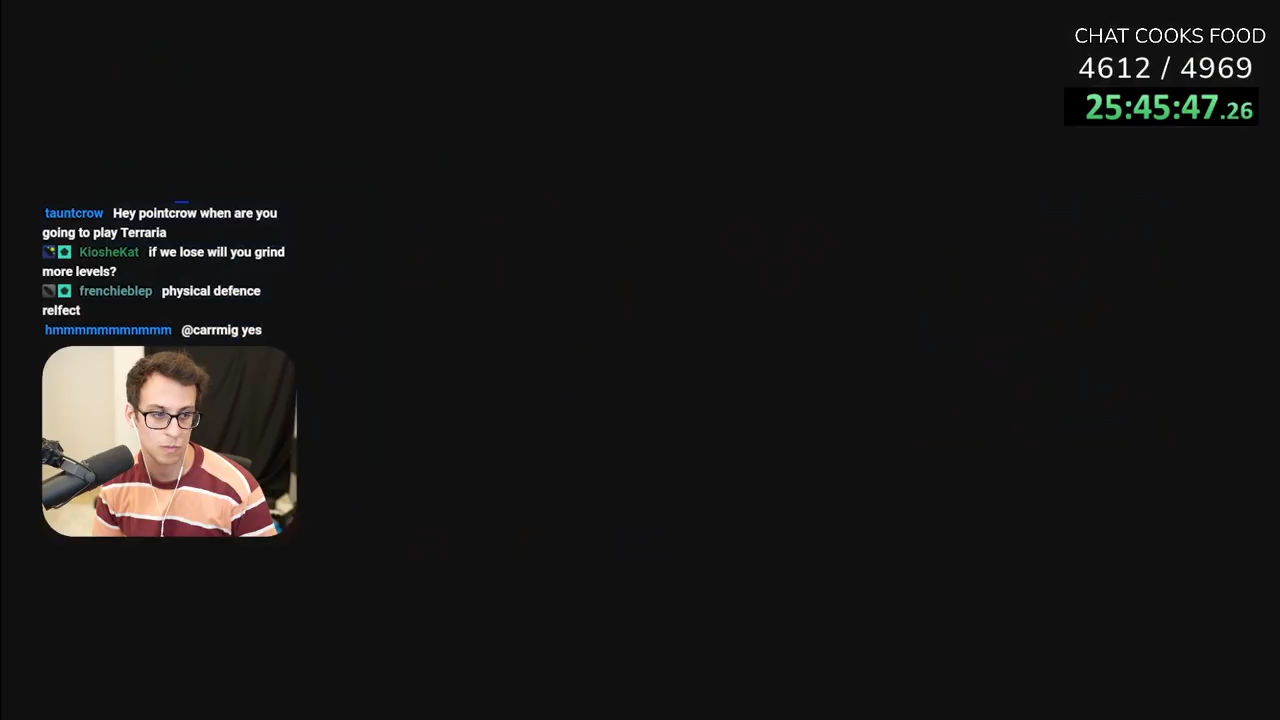 CHAT COOKS FOOD
4612 / 4969
25:45:47.26
tauntcrow Hey pointcrow when are you
going to play Terraria
KiosheKat if we lose will you grind
more levels?
frenchieblep physical defence
relfect
hmmmmmmmnmmm @carrmig yes